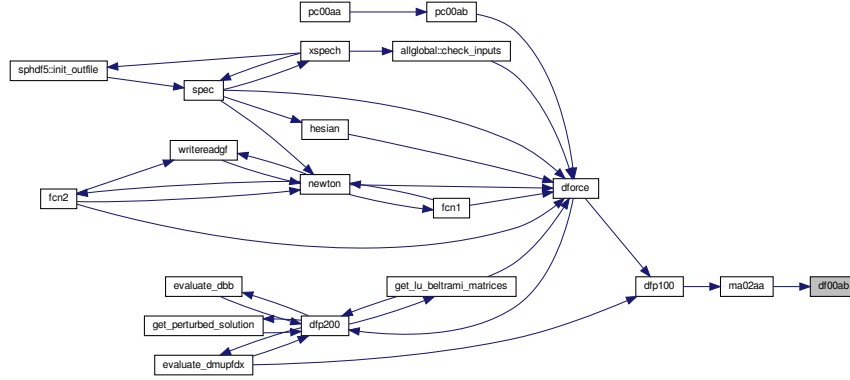 pc00aa
pc00ab
xspech
allglobal::check_inputs
sphdf5::init_outfile
spec
hesian
writereadgf
newton
dforce
fcn2
fcn1
evaluate_dbb
get_lu_beltrami_matrices
dfp100
ma02aa
df00ab
get_perturbed_solution
dfp200
evaluate_dmupfdx